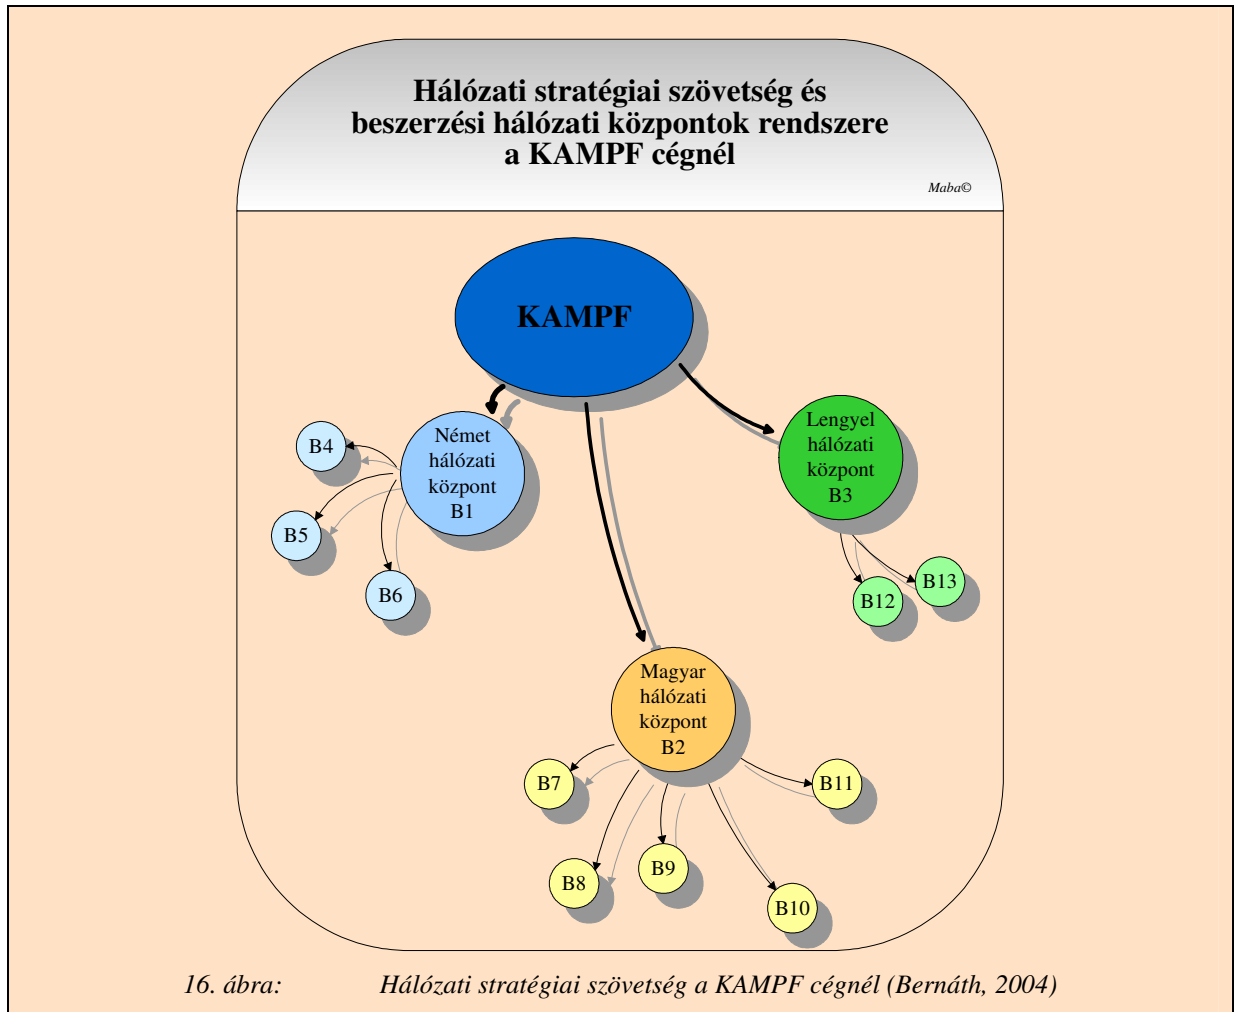 Hálózati stratégiai szövetség és
beszerzési hálózati központok rendszere
a KAMPF cégnél
Maba©
KAMPF
Német
hálózati
központ
B1
Lengyel
hálózati
központ
B3
B4
B5
B6
B12
B13
Magyar
hálózati
központ
B2
B7
B8
B9
B10
B11
16. ábra: Hálózati stratégiai szövetség a KAMPF cégnél (Bernáth, 2004)